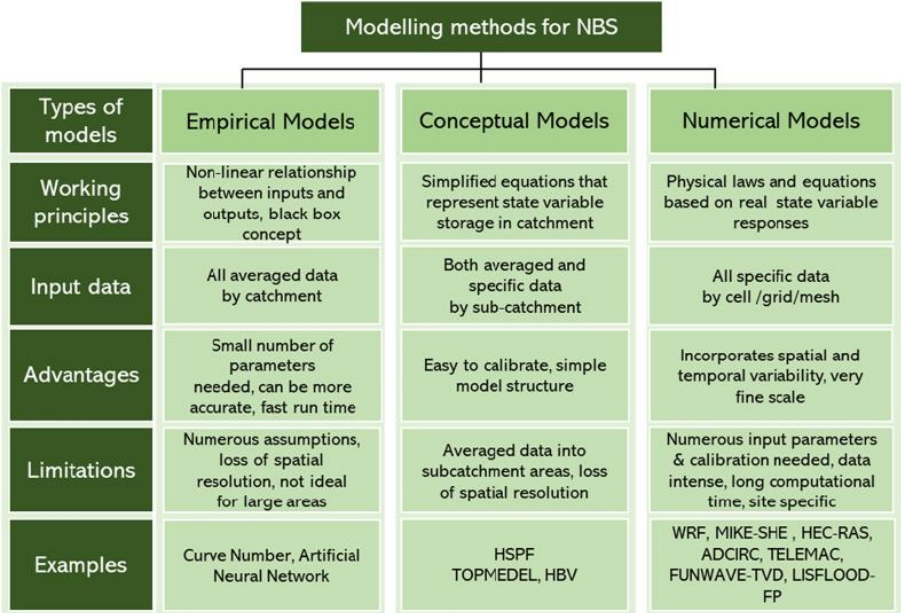 Modelling methods for NBS
Types of
models
Empirical Models
Conceptual Models
Numerical Models
Working
principles
Non-linear relationship
between inputs and
outputs, black box
concept
Simplified equations that
represent state variable
storage in catchment
Physical laws and equations
based on real state variable
responses
Input data
All averaged data
by catchment
Both averaged and
specific data
by sub-catchment
All specific data
by cell /grid/mesh
Advantages
Small number of
parameters
needed, can be more
accurate, fast run time
Easy to calibrate, simple
model structure
Incorporates spatial and
temporal variability, very
fine scale
Limitations
Numerous assumptions,
loss of spatial
resolution, not ideal
for large areas
Averaged data into
subcatchment areas, loss
of spatial resolution
Numerous input parameters
& calibration needed, data
intense, long computational
time, site specific
Examples
Curve Number, Artificial
Neural Network
HSPF
TOPMEDEL, HBV
WRF, MIKE-SHE , HEC-RAS,
ADCIRC, TELEMAC,
FUNWAVE-TVD, LISFLOOD-
FP